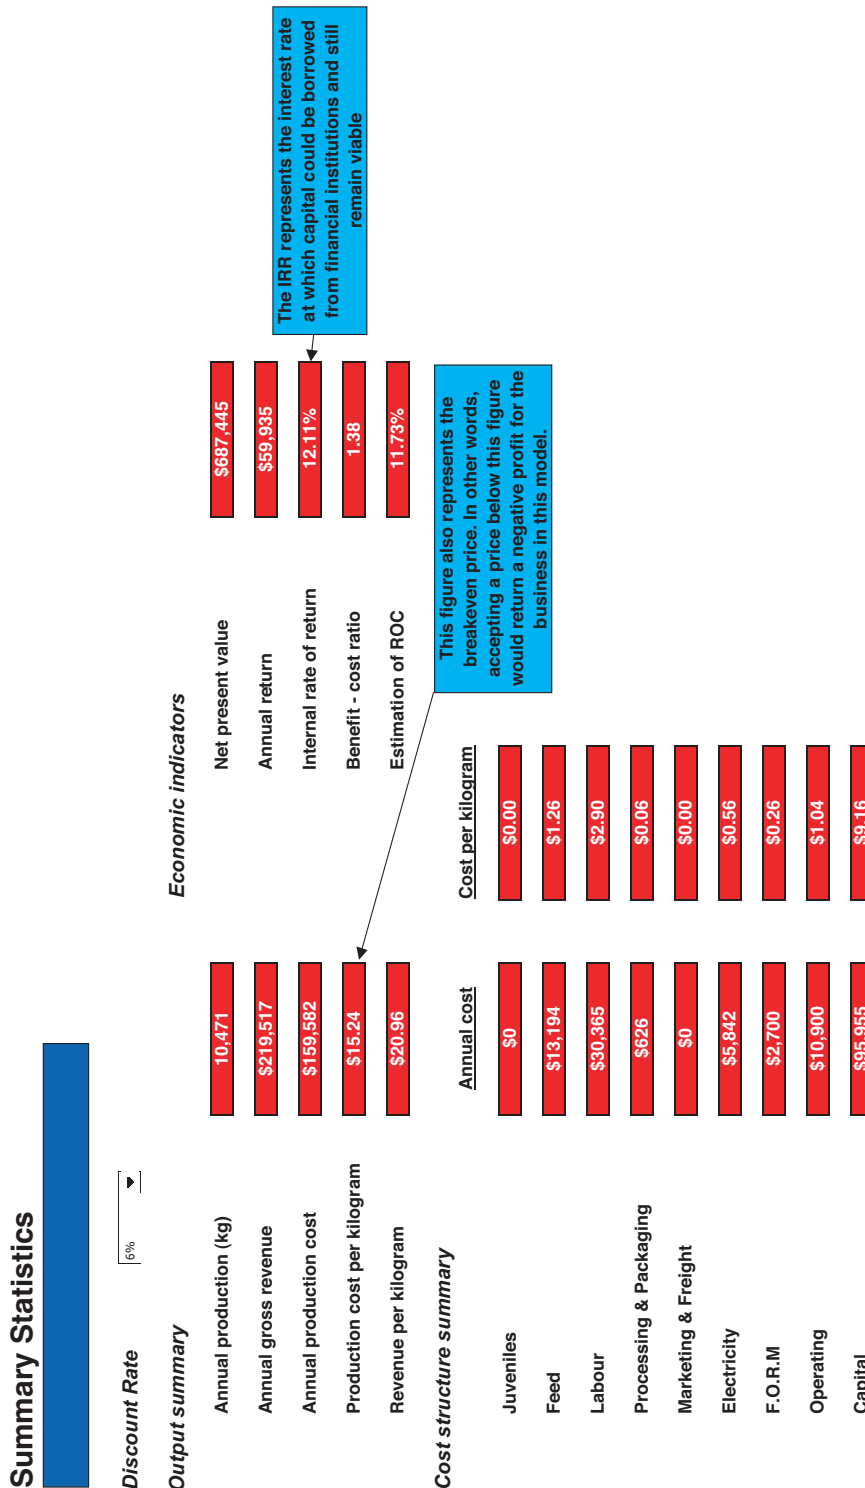 Summary Statistics
Discount Rate
6%
Output summary
Annual production (kg) 10,471
Annual gross revenue $219,517
Annual production cost $159,582
Production cost per kilogram $15.24
Revenue per kilogram $20.96
Economic indicators
Net present value $687,445
Annual return $59,935
Internal rate of return 12.11%
Benefit - cost ratio 1.38
Estimation of ROC 11.73%
The IRR represents the interest rate
at which capital could be borrowed
from financial institutions and still
remain viable
This figure also represents the
breakeven price. In other words,
accepting a price below this figure
would return a negative profit for the
business in this model.
Cost structure summary
Annual cost Cost per kilogram
Juveniles $0 $0.00
Feed $13,194 $1.26
Labour $30,365 $2.90
Processing & Packaging $626 $0.06
Marketing & Freight $0 $0.00
Electricity $5,842 $0.56
F.O.R.M $2,700 $0.26
Operating $10,900 $1.04
Capital $95,955 $9.16